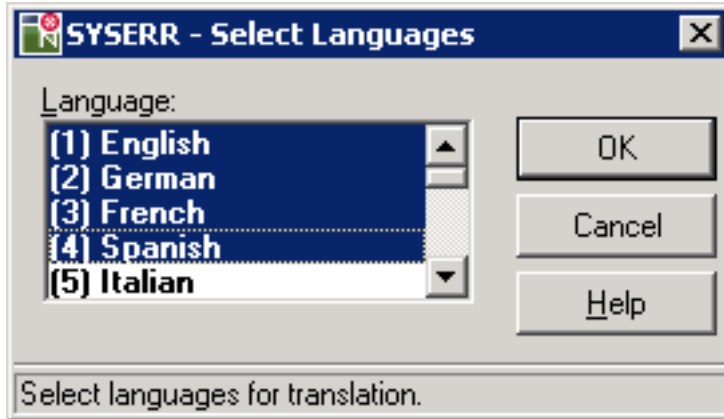 SYSERR - Select Languages
Language:
(1) English
(2) German
(3) French
(4) Spanish
(5) Italian
OK
Cancel
Help
Select languages for translation.